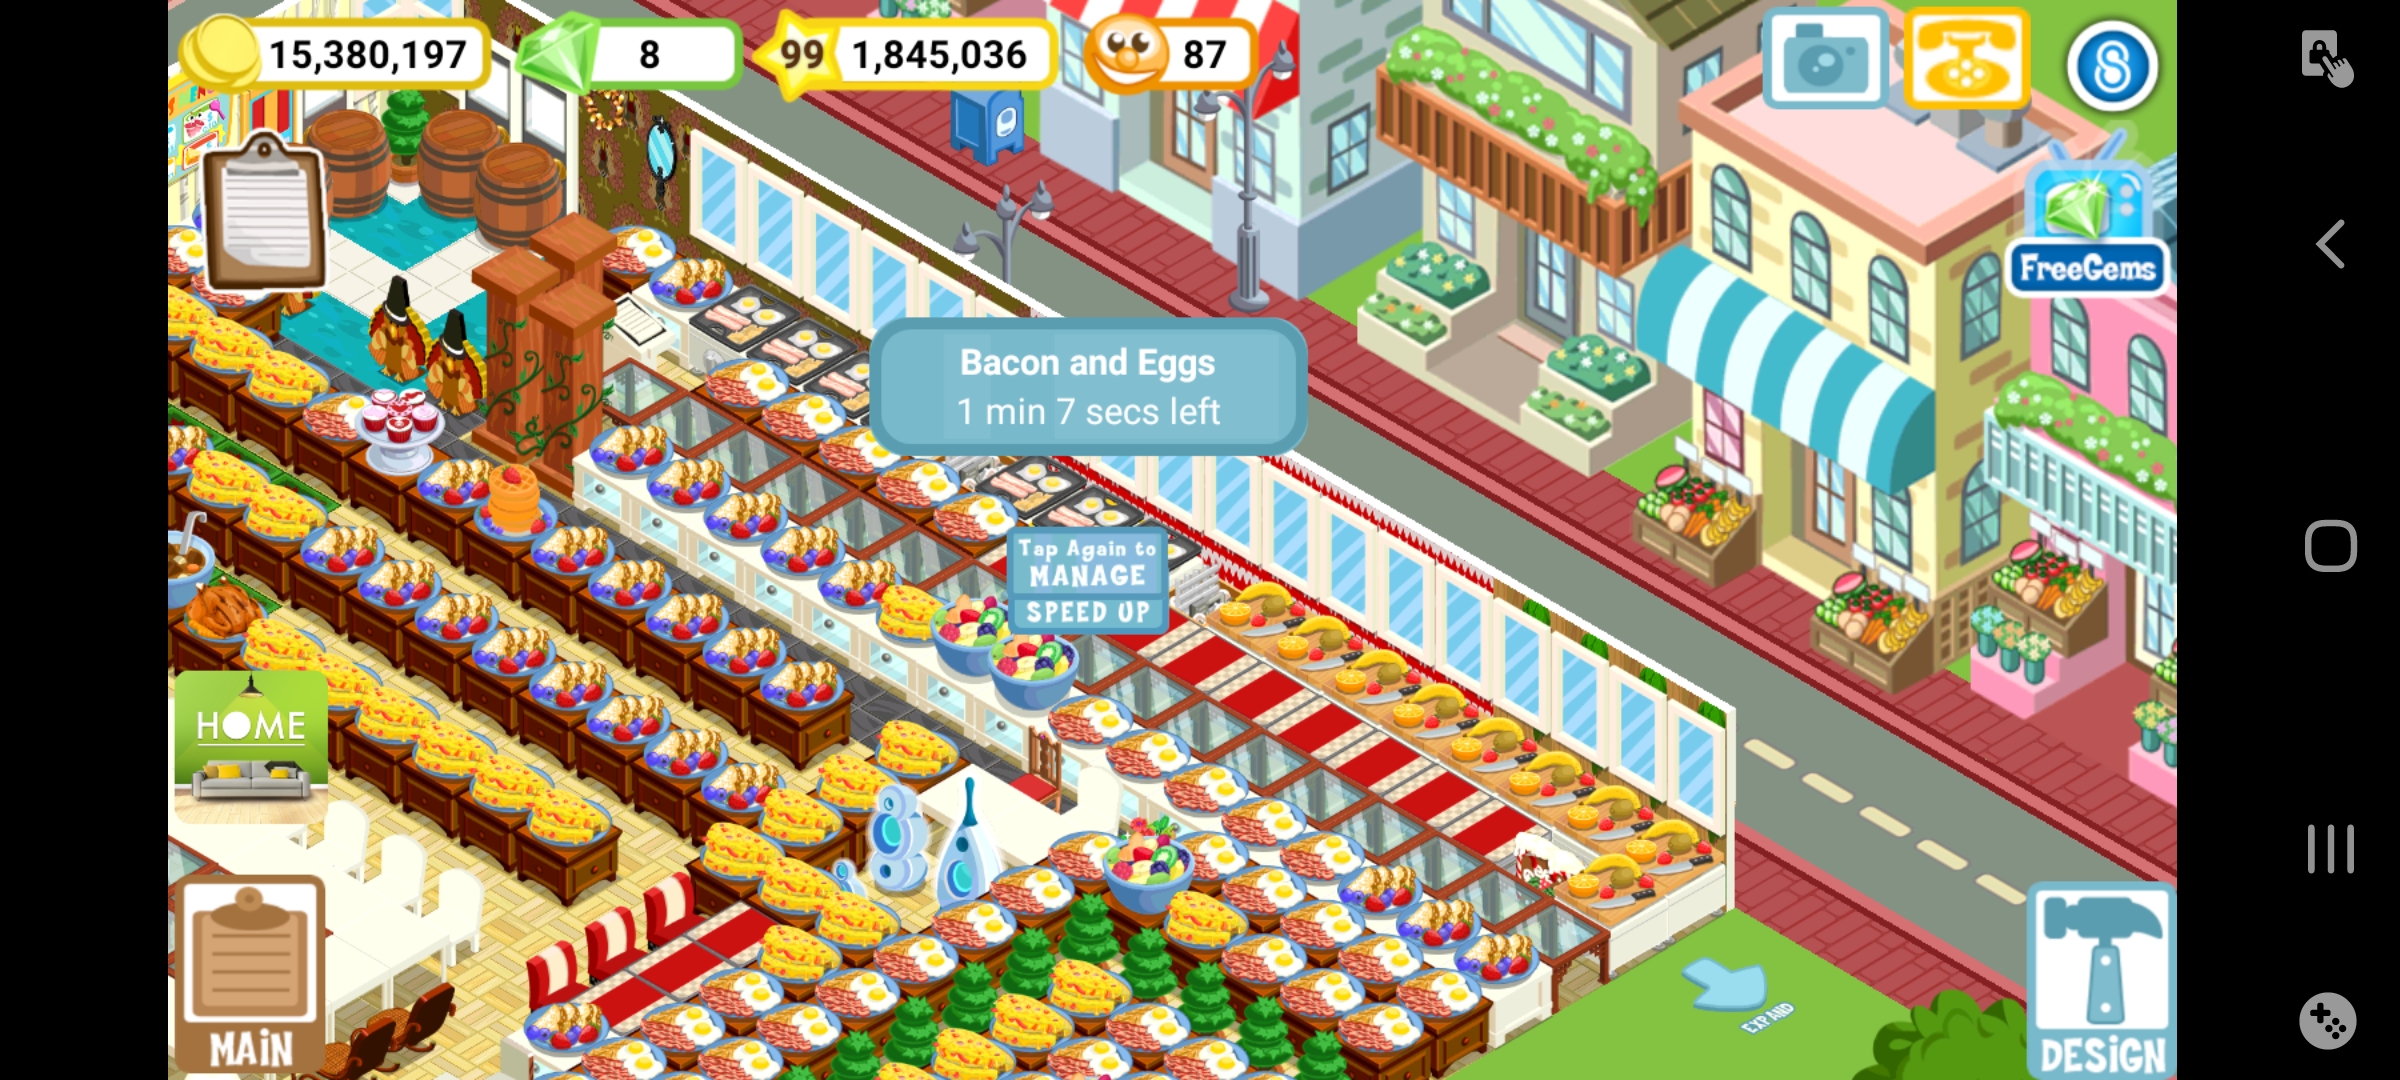 15,380,197
8
99
1,845,036
87
FreeGems
Bacon and Eggs
1 min 7 secs left
Tap Again to
MANAGE
SPEED UP
HOME
MAiN
EXPAND
DESiGN